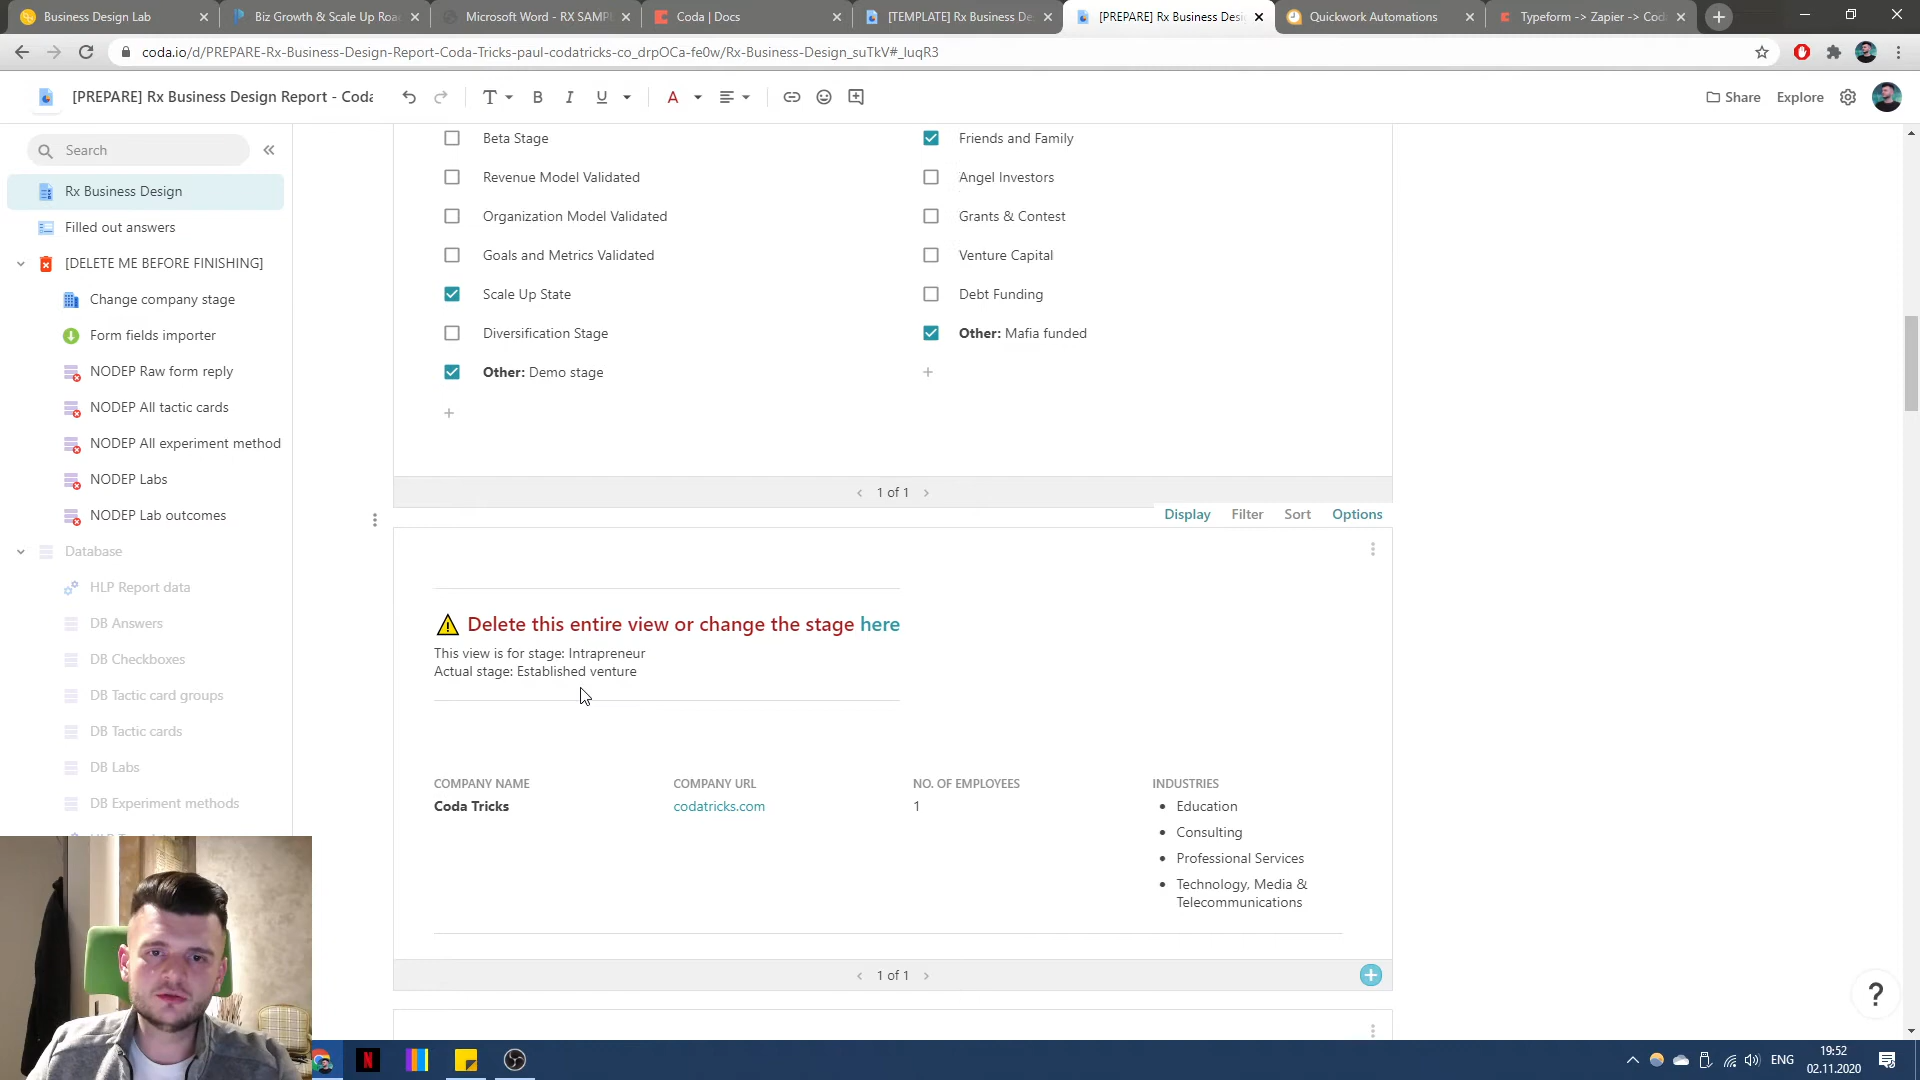 Business Design Lab
Biz Growth & Scale Up Roa
Microsoft Word - RX SAMPL
Coda | Docs
[TEMPLATE] Rx Business De
[PREPARE] Rx Business Desi
Quickwork Automations
Typeform -> Zapier -> Cod
coda.io/d/PREPARE-Rx-Business-Design-Report-Coda-Tricks-paul-codatricks-co_drpOCa-fe0w/Rx-Business-Design_suTkV#_luqR3
[PREPARE] Rx Business Design Report - Coda
T
B
I
U
A
Share
Explore
Search
Rx Business Design
Filled out answers
[DELETE ME BEFORE FINISHING]
Change company stage
Form fields importer
NODEP Raw form reply
NODEP All tactic cards
NODEP All experiment method
NODEP Labs
NODEP Lab outcomes
Database
HLP Report data
DB Answers
DB Checkboxes
DB Tactic card groups
DB Tactic cards
DB Labs
DB Experiment methods
Beta Stage
Revenue Model Validated
Organization Model Validated
Goals and Metrics Validated
Scale Up State
Diversification Stage
Other: Demo stage
+
Friends and Family
Angel Investors
Grants & Contest
Venture Capital
Debt Funding
Other: Mafia funded
+
1 of 1
Display Filter Sort Options
Delete this entire view or change the stage here
This view is for stage: Intrapreneur
Actual stage: Established venture
COMPANY NAME
Coda Tricks
COMPANY URL
codatricks.com
NO. OF EMPLOYEES
1
INDUSTRIES
• Education
• Consulting
• Professional Services
• Technology, Media &
Telecommunications
1 of 1
?
N
ENG
19:52
02.11.2020